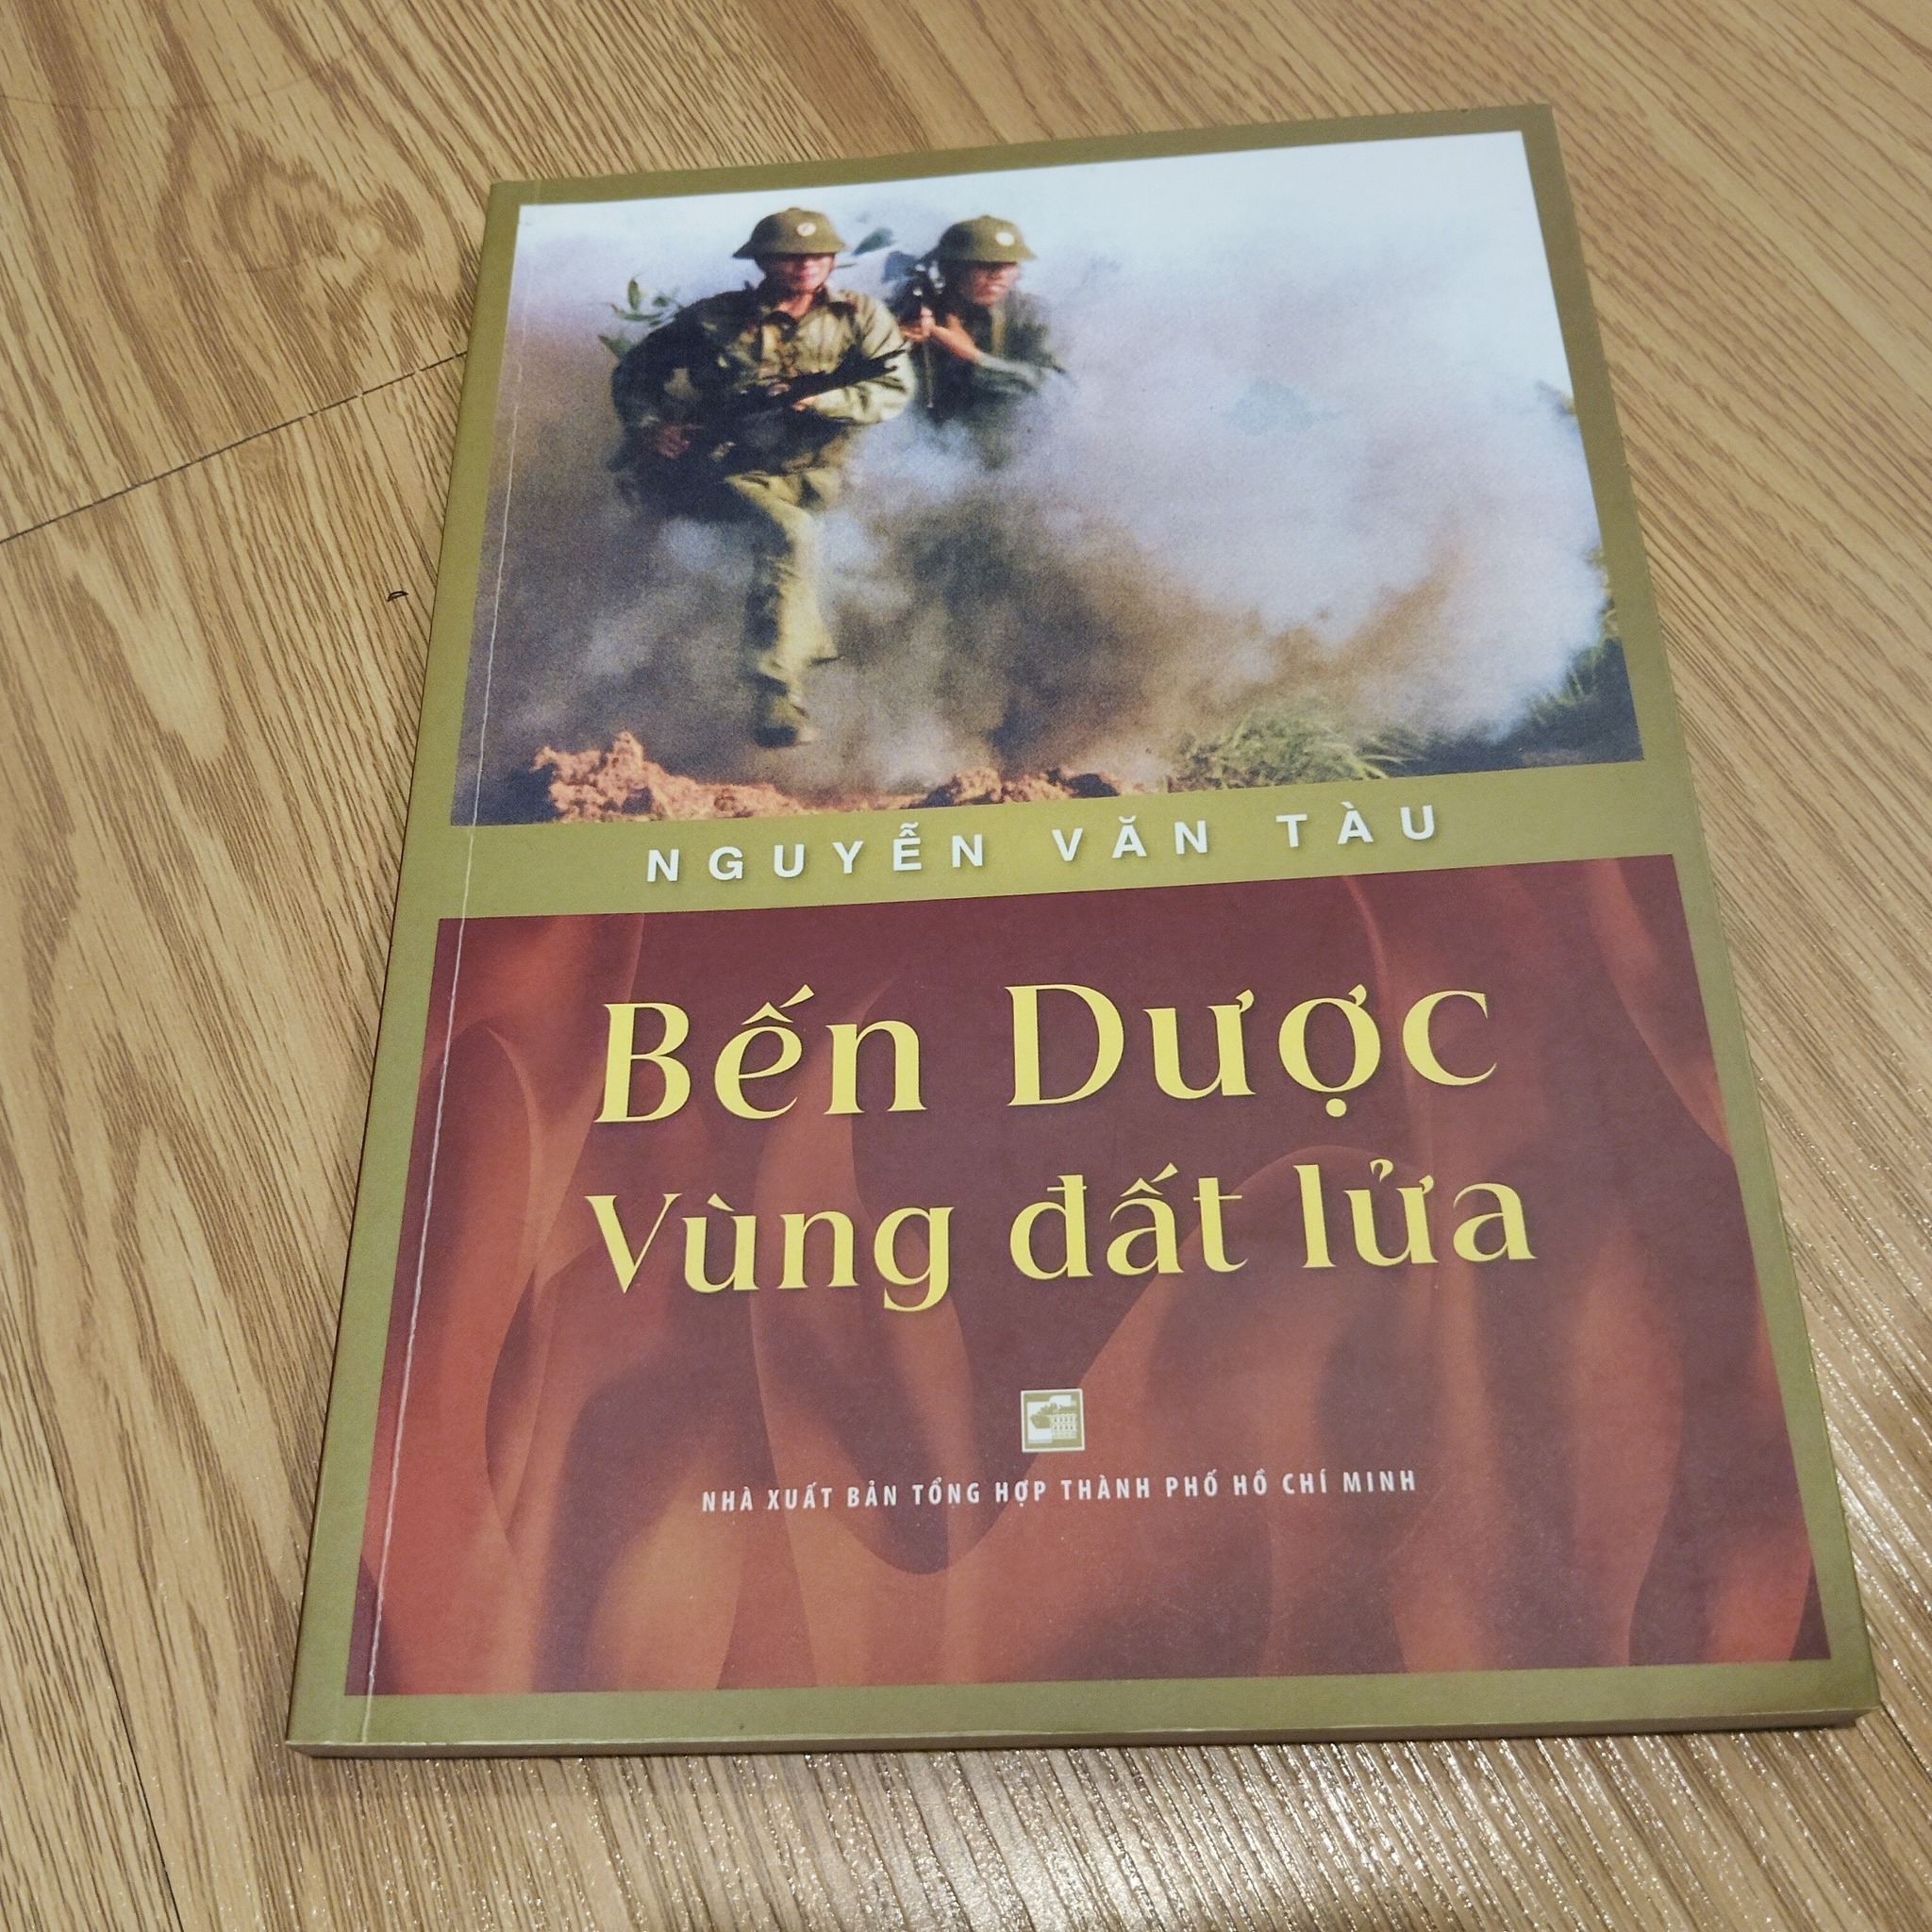 NGUYỄN VĂN TÀU
Bến Dược
Vùng đất lửa
NHÀ XUẤT BẢN TỔNG HỢP THÀNH PHỐ HỒ CHÍ MINH